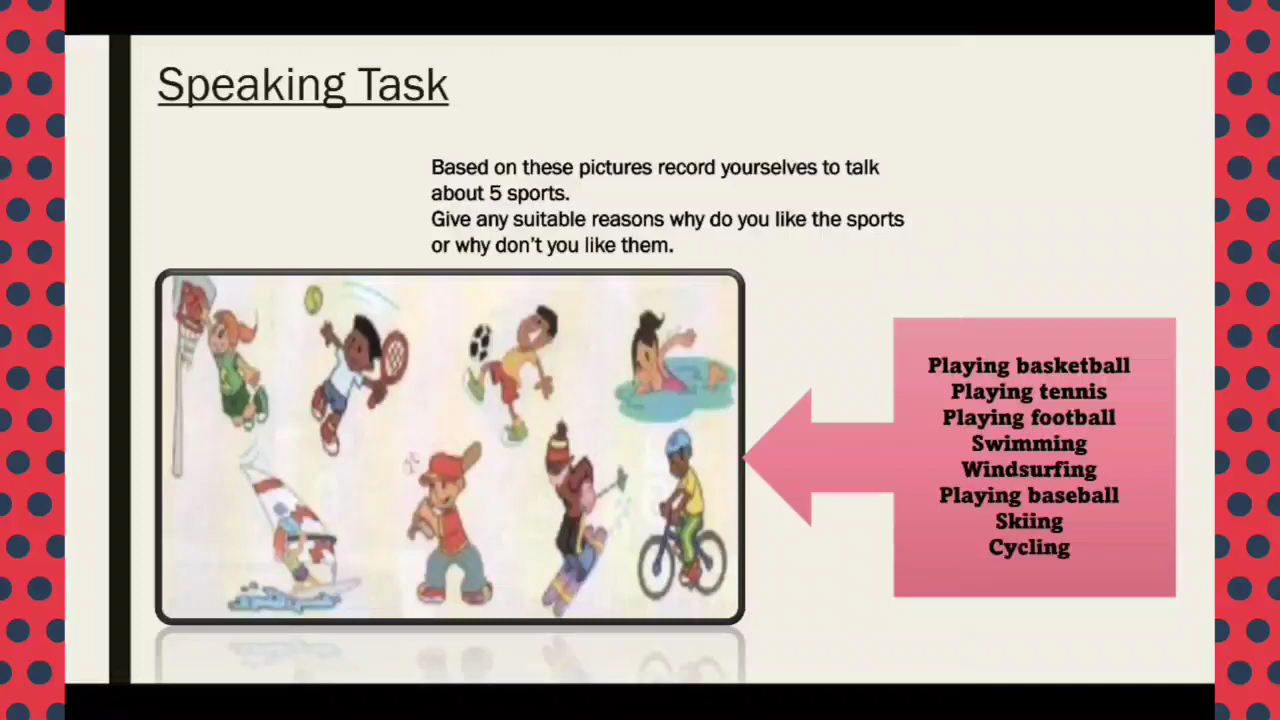 Speaking Task
Based on these pictures record yourselves to talk
about 5 sports.
Give any suitable reasons why do you like the sports
or why don't you like them.
Playing basketball
Playing tennis
Playing football
Swimming
Windsurfing
Playing baseball
Skiing
Cycling